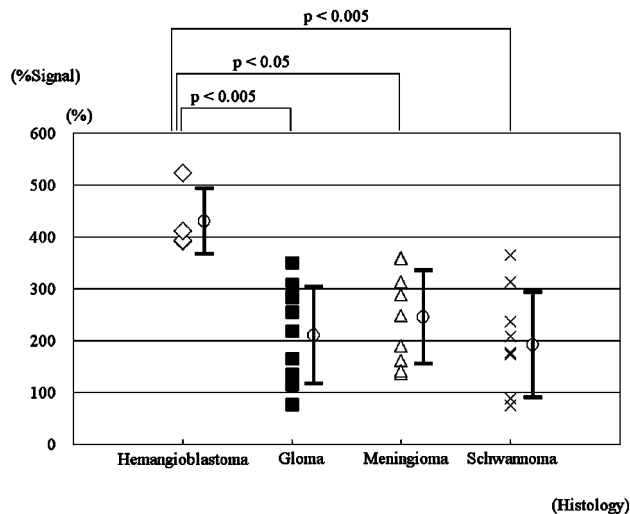 p < 0.005
(%Signal)
p < 0.05
(%)
p < 0.005
600
500
400
300
200
100
0
Hemangioblastoma Gloma Meningioma Schwannoma
(Histology)